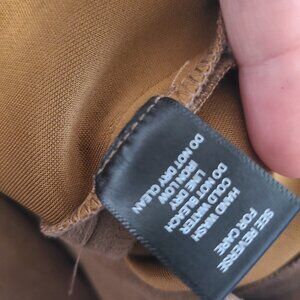 SEE REVERSE
FOR CARE
HAND WASH
COLD WATER
DO NOT BLEACH
LINE DRY
IRON LOW
DO NOT DRY CLEAN